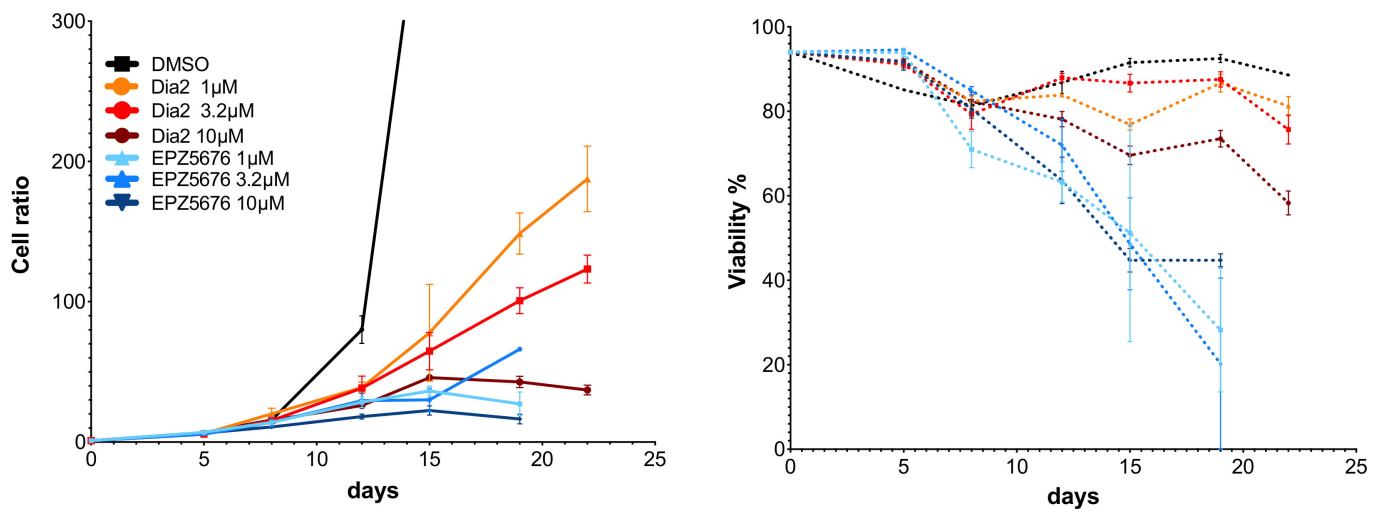 300
200
100
0
Cell ratio
DMSO
Dia2 1µM
Dia2 3.2µM
Dia2 10µM
EPZ5676 1µM
EPZ5676 3.2µM
EPZ5676 10µM
0 5 10 15 20 25
days
100
80
60
40
20
0
Viability %
0 5 10 15 20 25
days